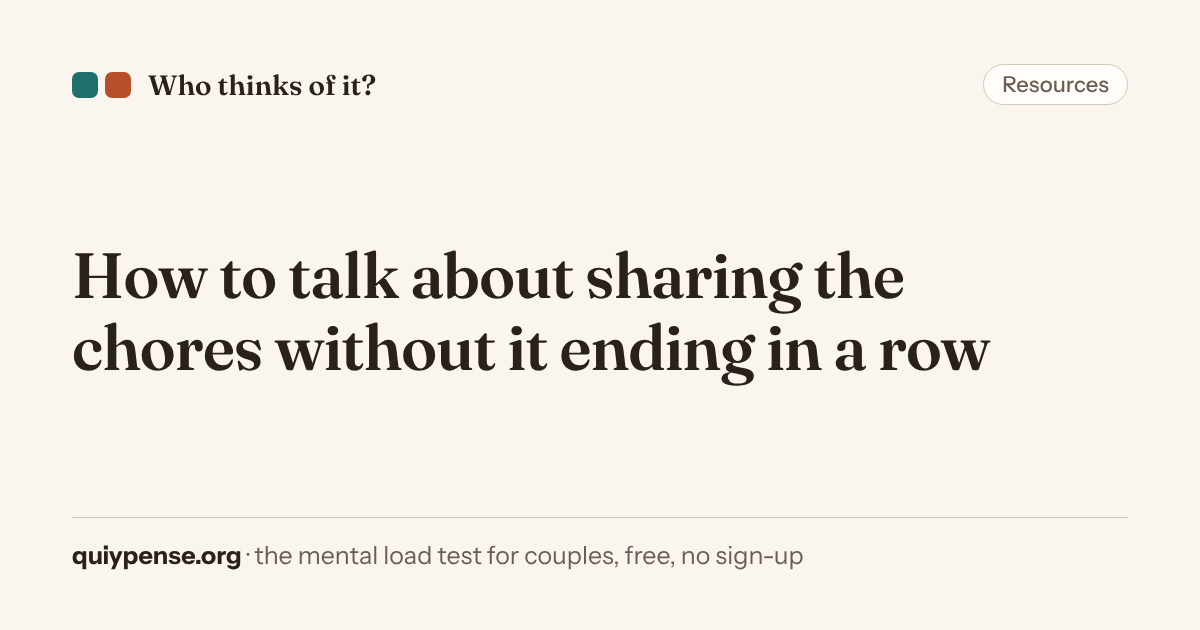 Who thinks of it?
Resources
How to talk about sharing the
chores without it ending in a row
quiypense.org · the mental load test for couples, free, no sign-up